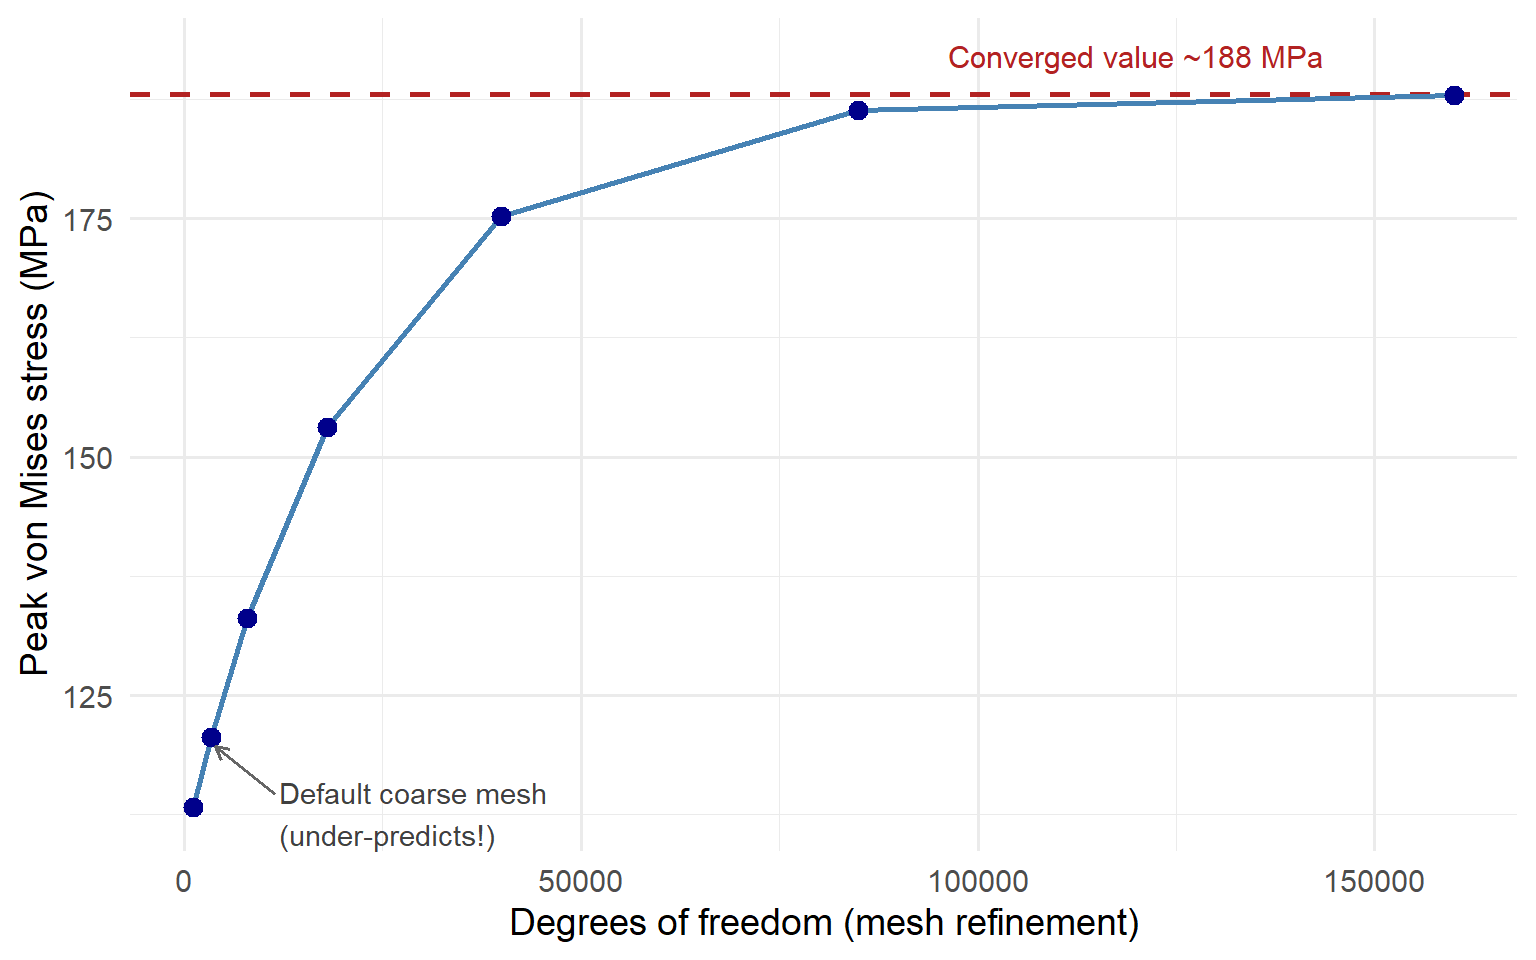 Converged value ~188 MPa
Peak von Mises stress (MPa)
175
150
125
Default coarse mesh
(under-predicts!)
0
50000
100000
150000
Degrees of freedom (mesh refinement)